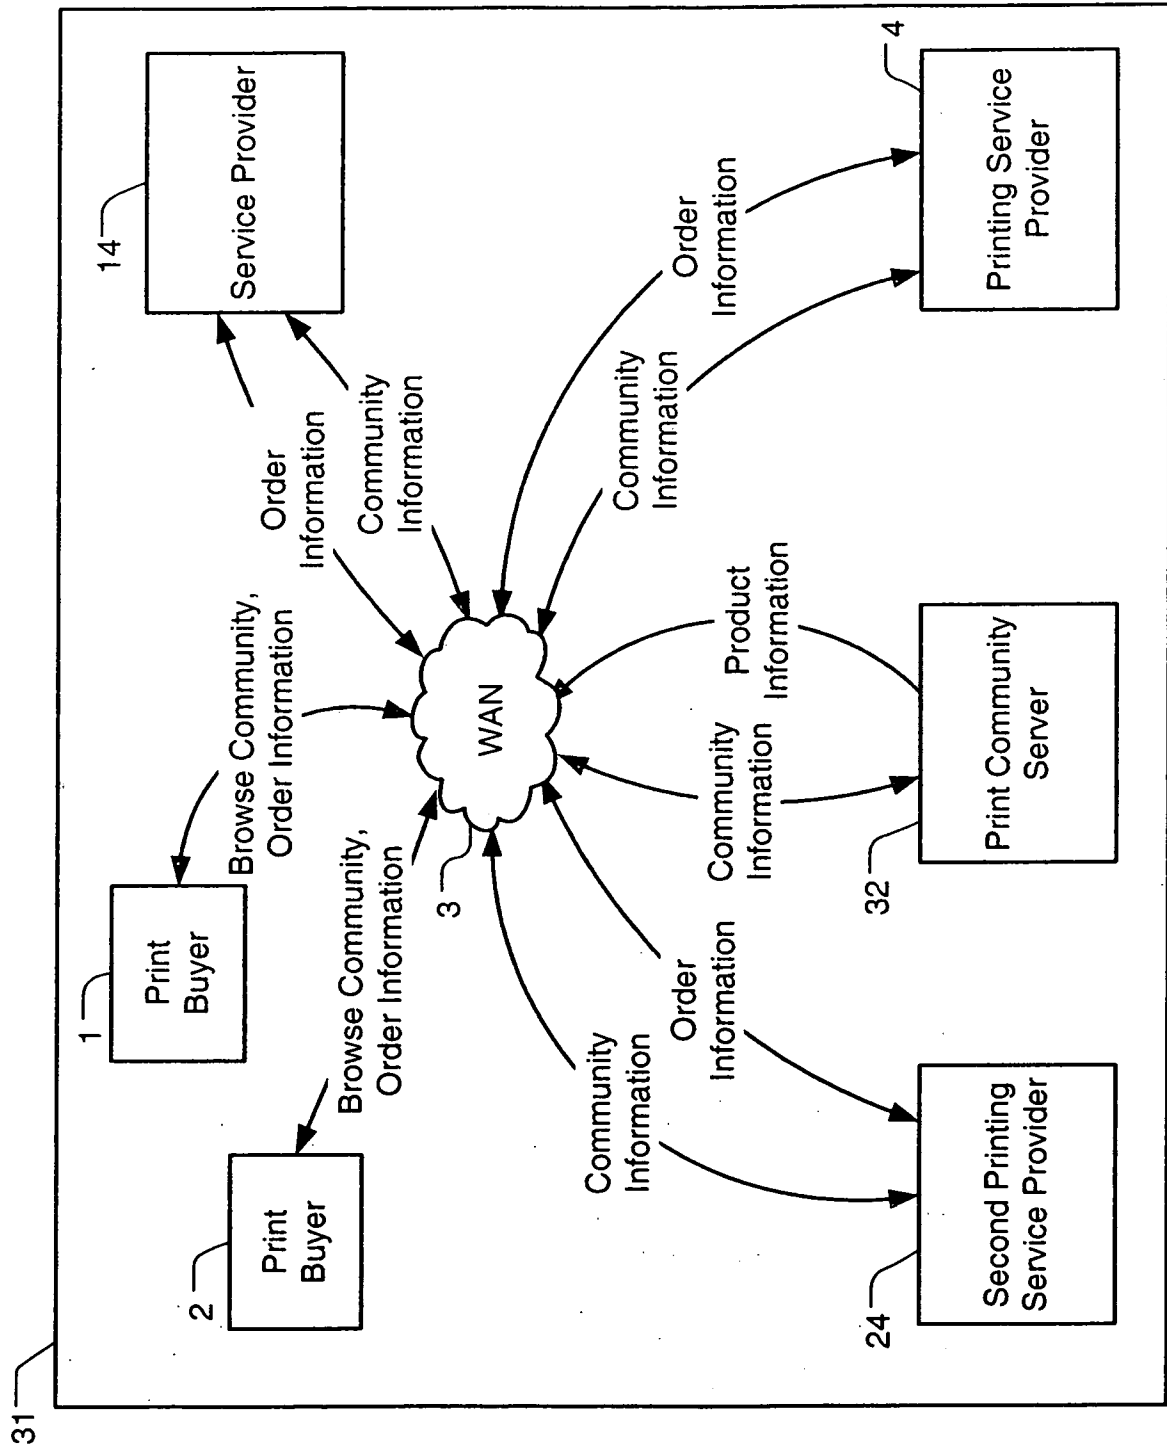 31
1
Print
Buyer
2
Print
Buyer
Browse Community,
Order Information
Browse Community,
Order Information
14
Service Provider
Order
Information
Community
Information
3
WAN
Community
Information
Order
Information
Community
Information
Product
Information
Community
Information
Order
Information
24
Second Printing
Service Provider
32
Print Community
Server
4
Printing Service
Provider